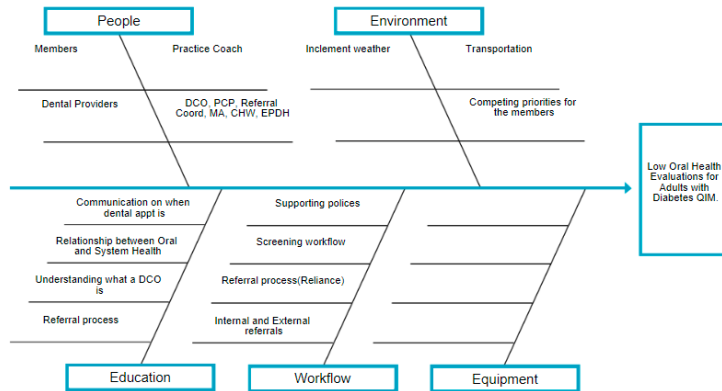 People
Environment
Members
Practice Coach
Inclement weather
Transportation
Dental Providers
DCO, PCP, Referral
Coord, MA, CHW, EPDH
Competing priorities for
the members
Low Oral Health
Evaluations for
Adults with
Diabetes QIM.
Communication on when
dental appt is
Supporting polices
Relationship between Oral
and System Health
Screening workflow
Understanding what a DCO
is
Referral process(Reliance)
Referral process
Internal and External
referrals
Education
Workflow
Equipment